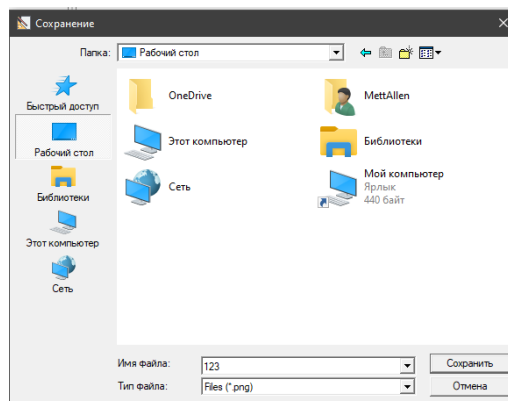 Сохранение
Папка:
Рабочий стол
Быстрый доступ
Рабочий стол
Библиотеки
Этот компьютер
Сеть
OneDrive
MettAllen
Этот компьютер
Библиотеки
Сеть
Мой компьютер
Ярлык
440 байт
Имя файла:
123
Сохранить
Тип файла:
Files (*.png)
Отмена